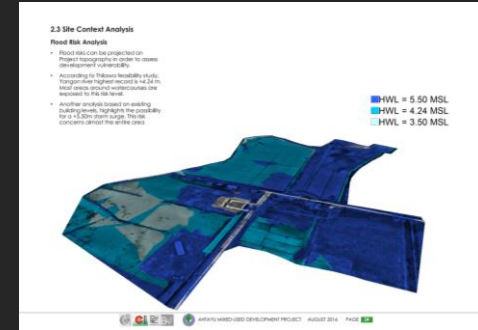 2.3 Site Context Analysis
Flood Risk Analysis
• Flood risks can be projected on
Project topography in order to assess
development vulnerability.
• According to Thilawa feasibility study,
Yangon river highest record is +4.24 m.
Most areas around watercourses are
exposed to this risk level.
• Another analysis based on existing
building levels, highlights the possibility
for a +5.50m storm surge. This risk
concerns almost the entire area
HWL = 5.50 MSL
HWL = 4.24 MSL
HWL = 3.50 MSL
MIXED-USED DEVELOPMENT PROJECT AUGUST 2016 PAGE